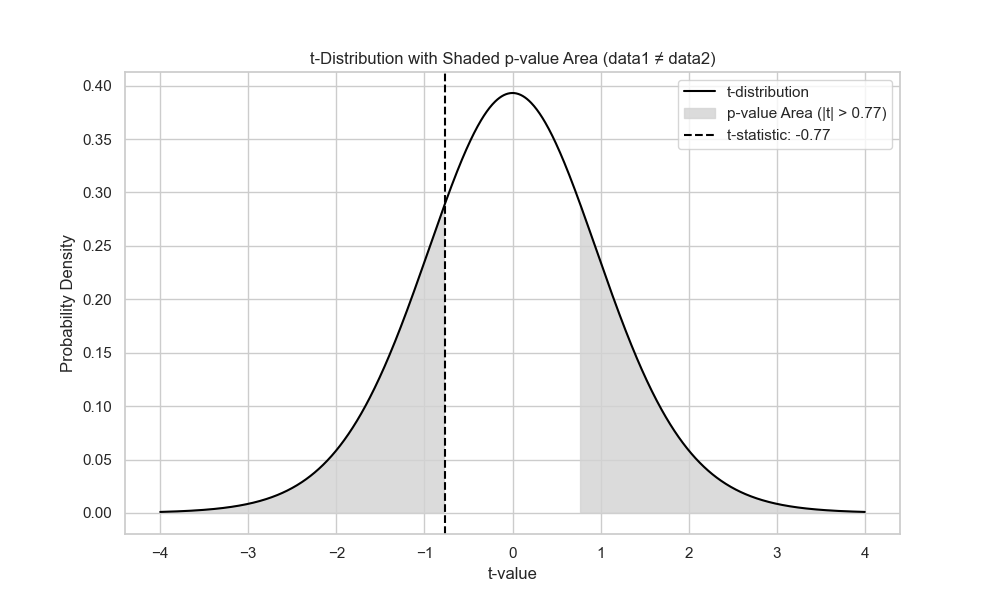 t-Distribution with Shaded p-value Area (data1 ≠ data2)
t-distribution
p-value Area (|t| > 0.77)
t-statistic: -0.77
Probability Density
0.40
0.35
0.30
0.25
0.20
0.15
0.10
0.05
0.00
−4 −3 −2 −1 0 1 2 3 4
t-value